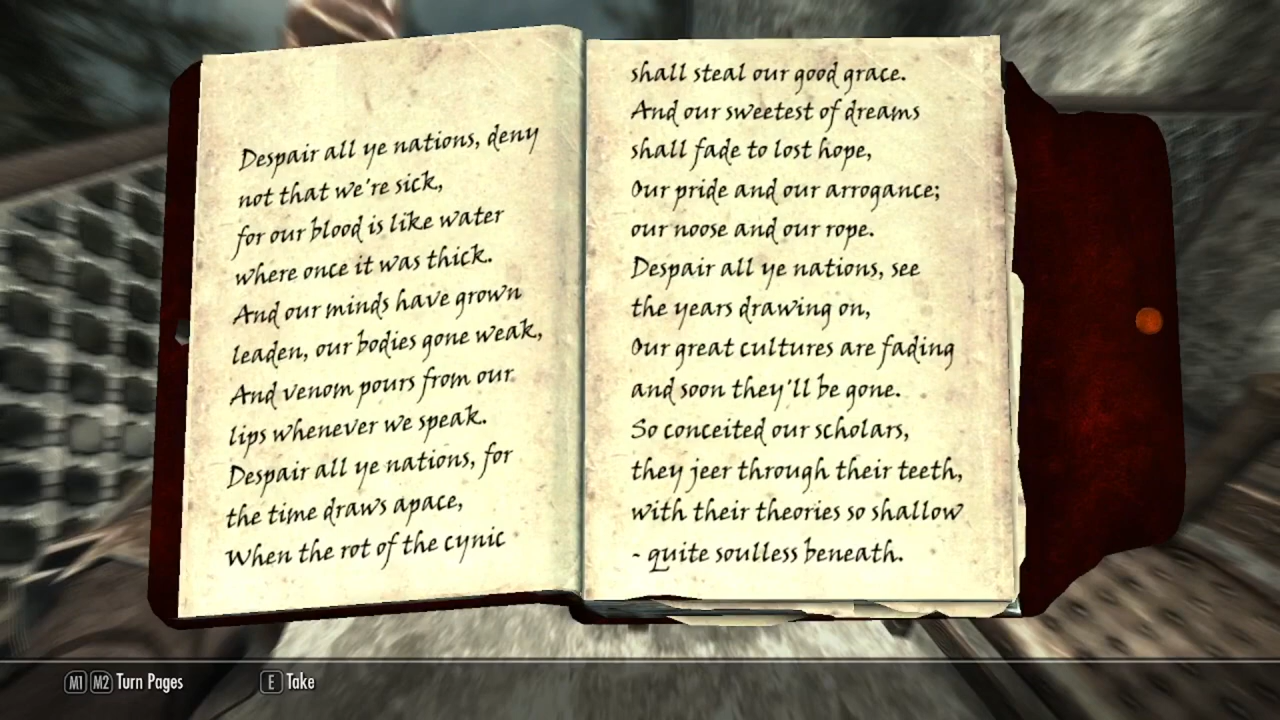 Despair all ye nations, deny
not that we're sick,
for our blood is like water
where once it was thick.
And our minds have grown
leaden, our bodies gone weak,
And venom pours from our
lips whenever we speak.
Despair all ye nations, for
the time draws apace,
When the rot of the cynic
shall steal our good grace.
And our sweetest of dreams
shall fade to lost hope,
Our pride and our arrogance;
our noose and our rope.
Despair all ye nations, see
the years drawing on,
Our great cultures are fading
and soon they'll be gone.
So conceited our scholars,
they jeer through their teeth,
with their theories so shallow
- quite soulless beneath.
M1 M2 Turn Pages
E Take